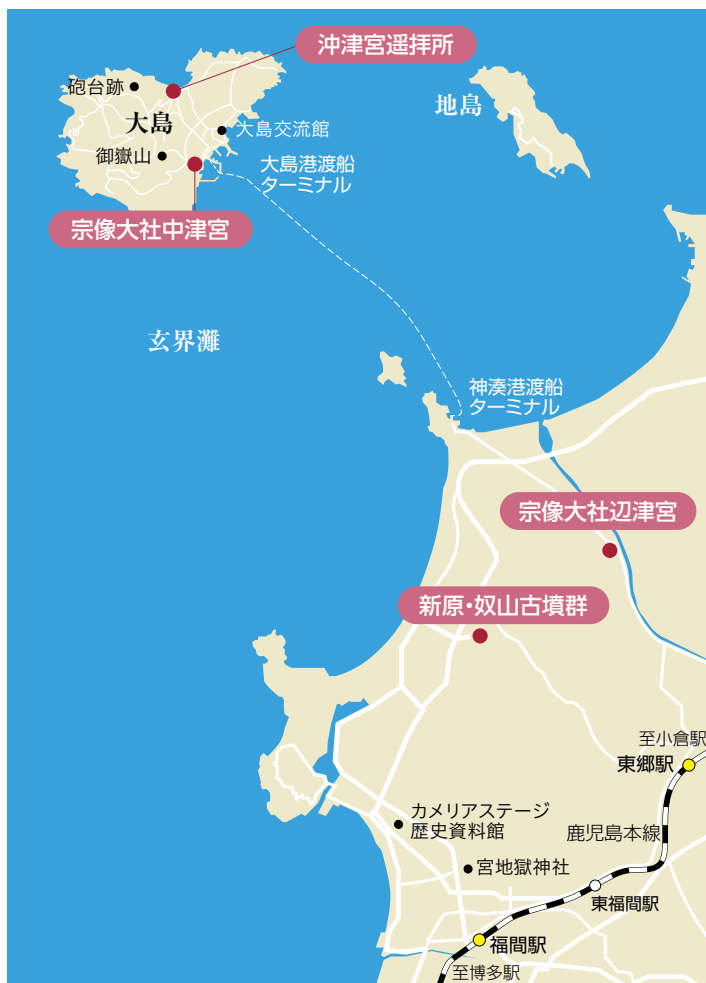 沖津宮遥拝所
砲台跡
地島
大島
大島交流館
御嶽山
大島港渡船
ターミナル
宗像大社中津宮
玄界灘
神湊港渡船
ターミナル
宗像大社辺津宮
新原・奴山古墳群
至小倉駅
東郷駅
カメリアステージ
歴史資料館
鹿児島本線
宮地獄神社
東福間駅
福間駅
至博多駅